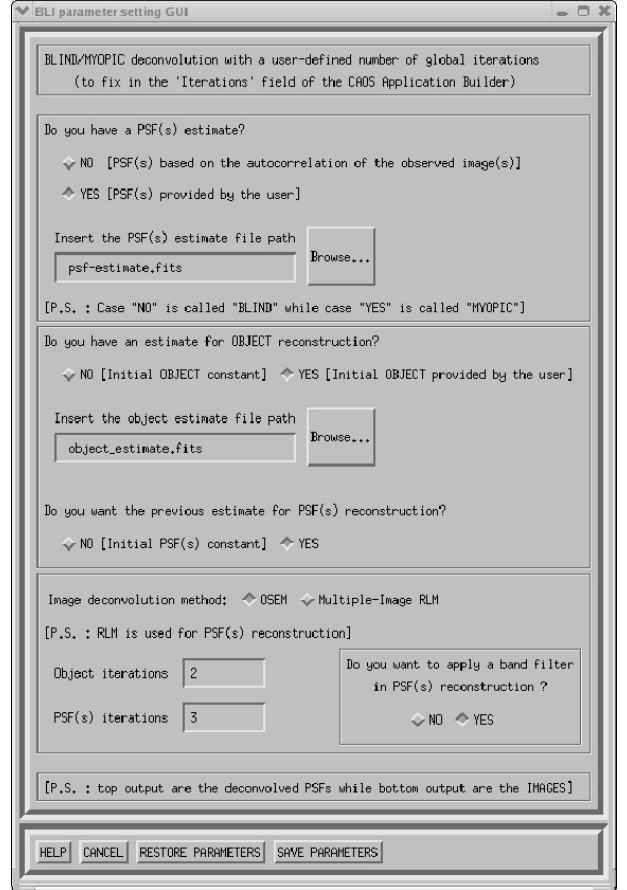 BLI parameter setting GUI
BLIND/MYOPIC deconvolution with a user-defined number of global iterations
(to fix in the 'Iterations' field of the CAOS Application Builder)
Do you have a PSF(s) estimate?
NO [PSF(s) based on the autocorrelation of the observed image(s)]
YES [PSF(s) provided by the user]
Insert the PSF(s) estimate file path
psf-estimate.fits
Browse...
[P.S. : Case "NO" is called "BLIND" while case "YES" is called "MYOPIC"]
Do you have an estimate for OBJECT reconstruction?
NO [Initial OBJECT constant] YES [Initial OBJECT provided by the user]
Insert the object estimate file path
object_estimate.fits
Browse...
Do you want the previous estimate for PSF(s) reconstruction?
NO [Initial PSF(s) constant] YES
Image deconvolution method: OSEM Multiple-Image RLM
[P.S. : RLM is used for PSF(s) reconstruction]
Object iterations 2
PSF(s) iterations 3
Do you want to apply a band filter
in PSF(s) reconstruction ?
NO YES
[P.S. : top output are the deconvolved PSFs while bottom output are the IMAGES]
HELP CANCEL RESTORE PARAMETERS SAVE PARAMETERS